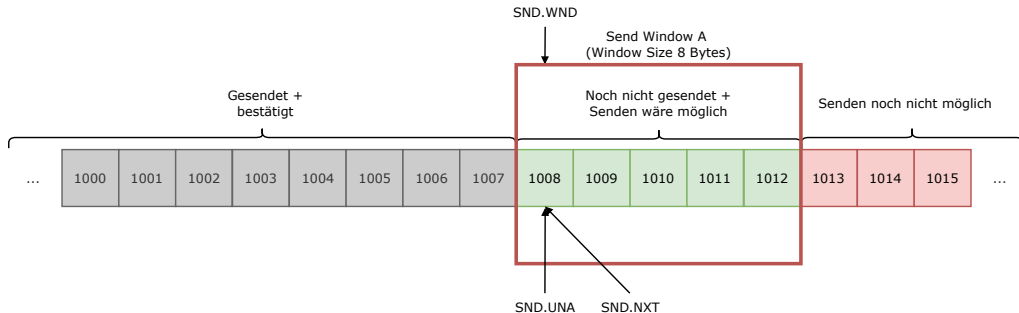 SND.WND
Send Window A
(Window Size 8 Bytes)
Gesendet +
bestätigt
Noch nicht gesendet +
Senden wäre möglich
Senden noch nicht möglich
... 1000 1001 1002 1003 1004 1005 1006 1007 1008 1009 1010 1011 1012 1013 1014 1015 ...
SND.UNA SND.NXT